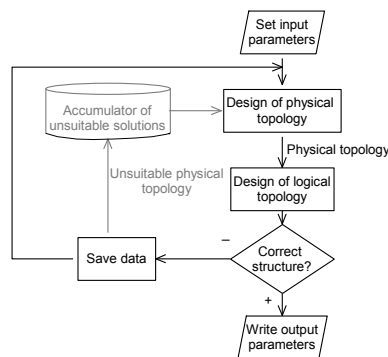 Set input
parameters
Accumulator of
unsuitable solutions
Design of physical
topology
Physical topology
Unsuitable physical
topology
Design of logical
topology
–
Correct
structure?
Save data
+
Write output
parameters